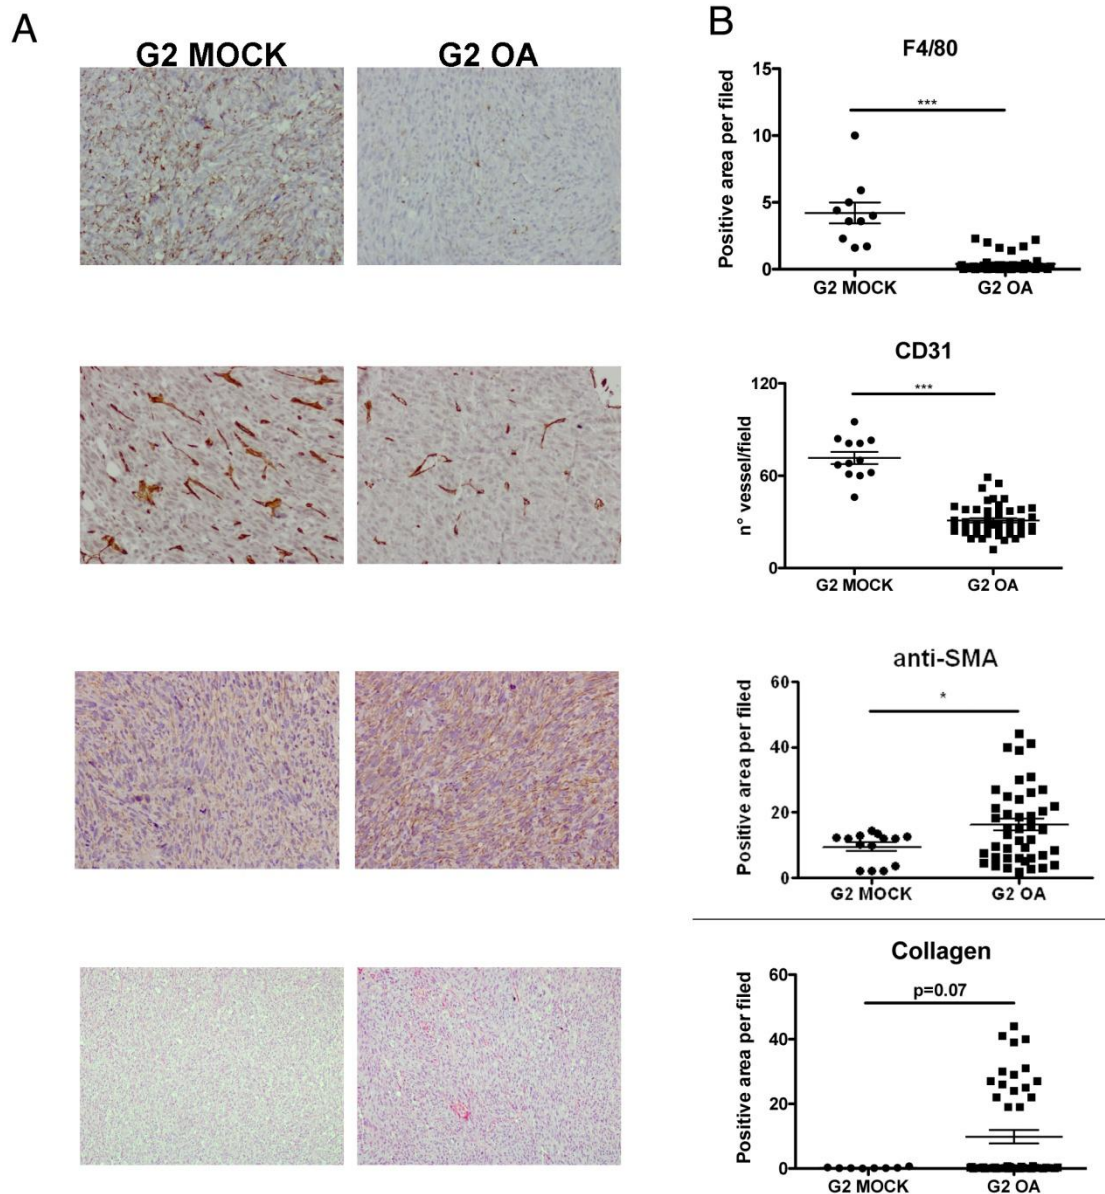 A
G2 MOCK G2 OA
B
F4/80
Positive area per filed
15
10
5
0
***
G2 MOCK G2 OA
CD31
n° vessel/field
120
60
0
***
G2 MOCK G2 OA
anti-SMA
Positive area per filed
60
40
20
0
*
G2 MOCK G2 OA
Collagen
Positive area per filed
60
40
20
0
p=0.07
G2 MOCK G2 OA